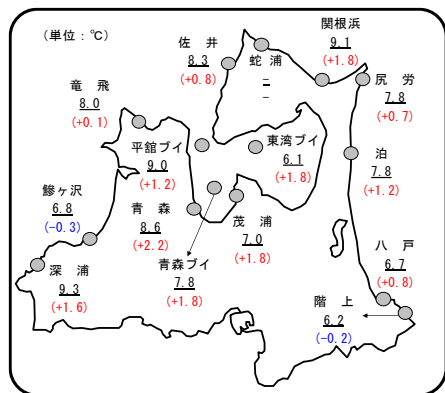 (単位：℃)
関根浜
9.1
(+1.8)
佐井
8.3
(+0.8)
蛇浦
–
–
尻労
7.8
(+0.7)
竜飛
8.0
(+0.1)
平舘ブイ
9.0
(+1.2)
東湾ブイ
6.1
(+1.8)
泊
7.8
(+1.2)
鰺ヶ沢
6.8
(-0.3)
青森
8.6
(+2.2)
茂浦
7.0
(+1.8)
深浦
9.3
(+1.6)
青森ブイ
7.8
(+1.8)
八戸
6.7
(+0.8)
階上
6.2
(-0.2)